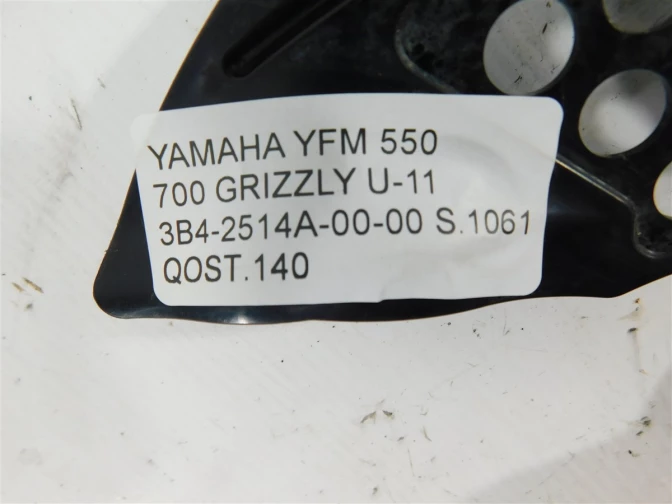 YAMAHA YFM 550
700 GRIZZLY U-11
3B4-2514A-00-00 S.1061
QOST.140